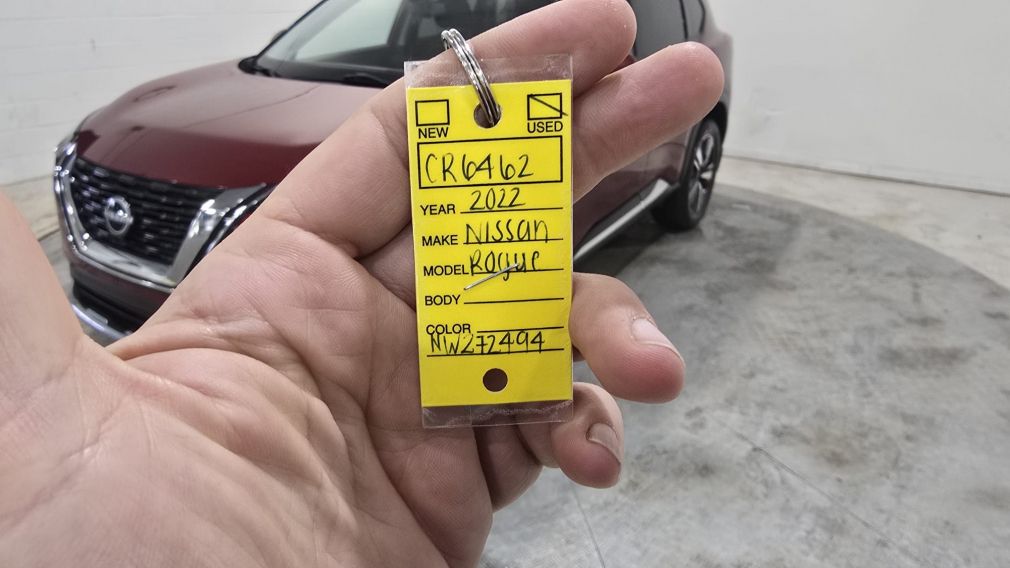 NEW USED
CR6462
YEAR 2022
MAKE NISSan
MODEL Rogue
BODY
COLOR
NW272494